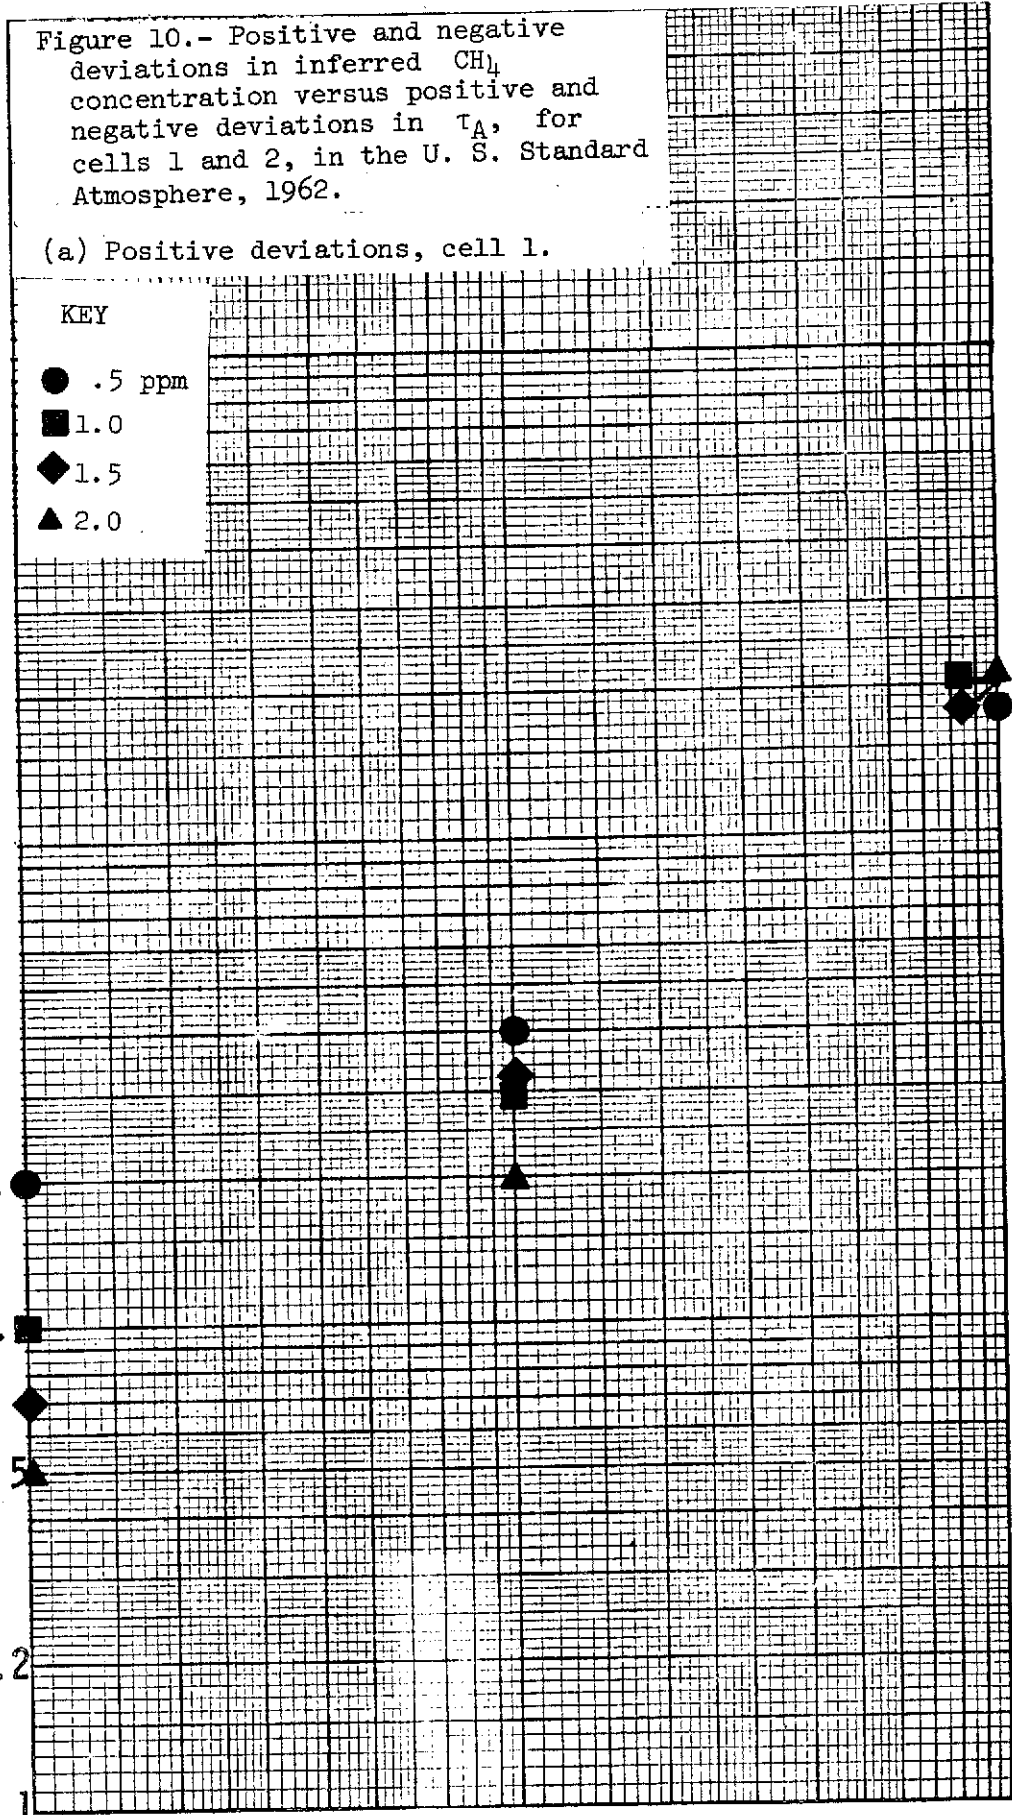 Figure 10.- Positive and negative
deviations in inferred CH4
concentration versus positive and
negative deviations in τA, for
cells 1 and 2, in the U. S. Standard
Atmosphere, 1962.
(a) Positive deviations, cell 1.
KEY
.5 ppm
1.0
1.5
2.0
5
.2
1